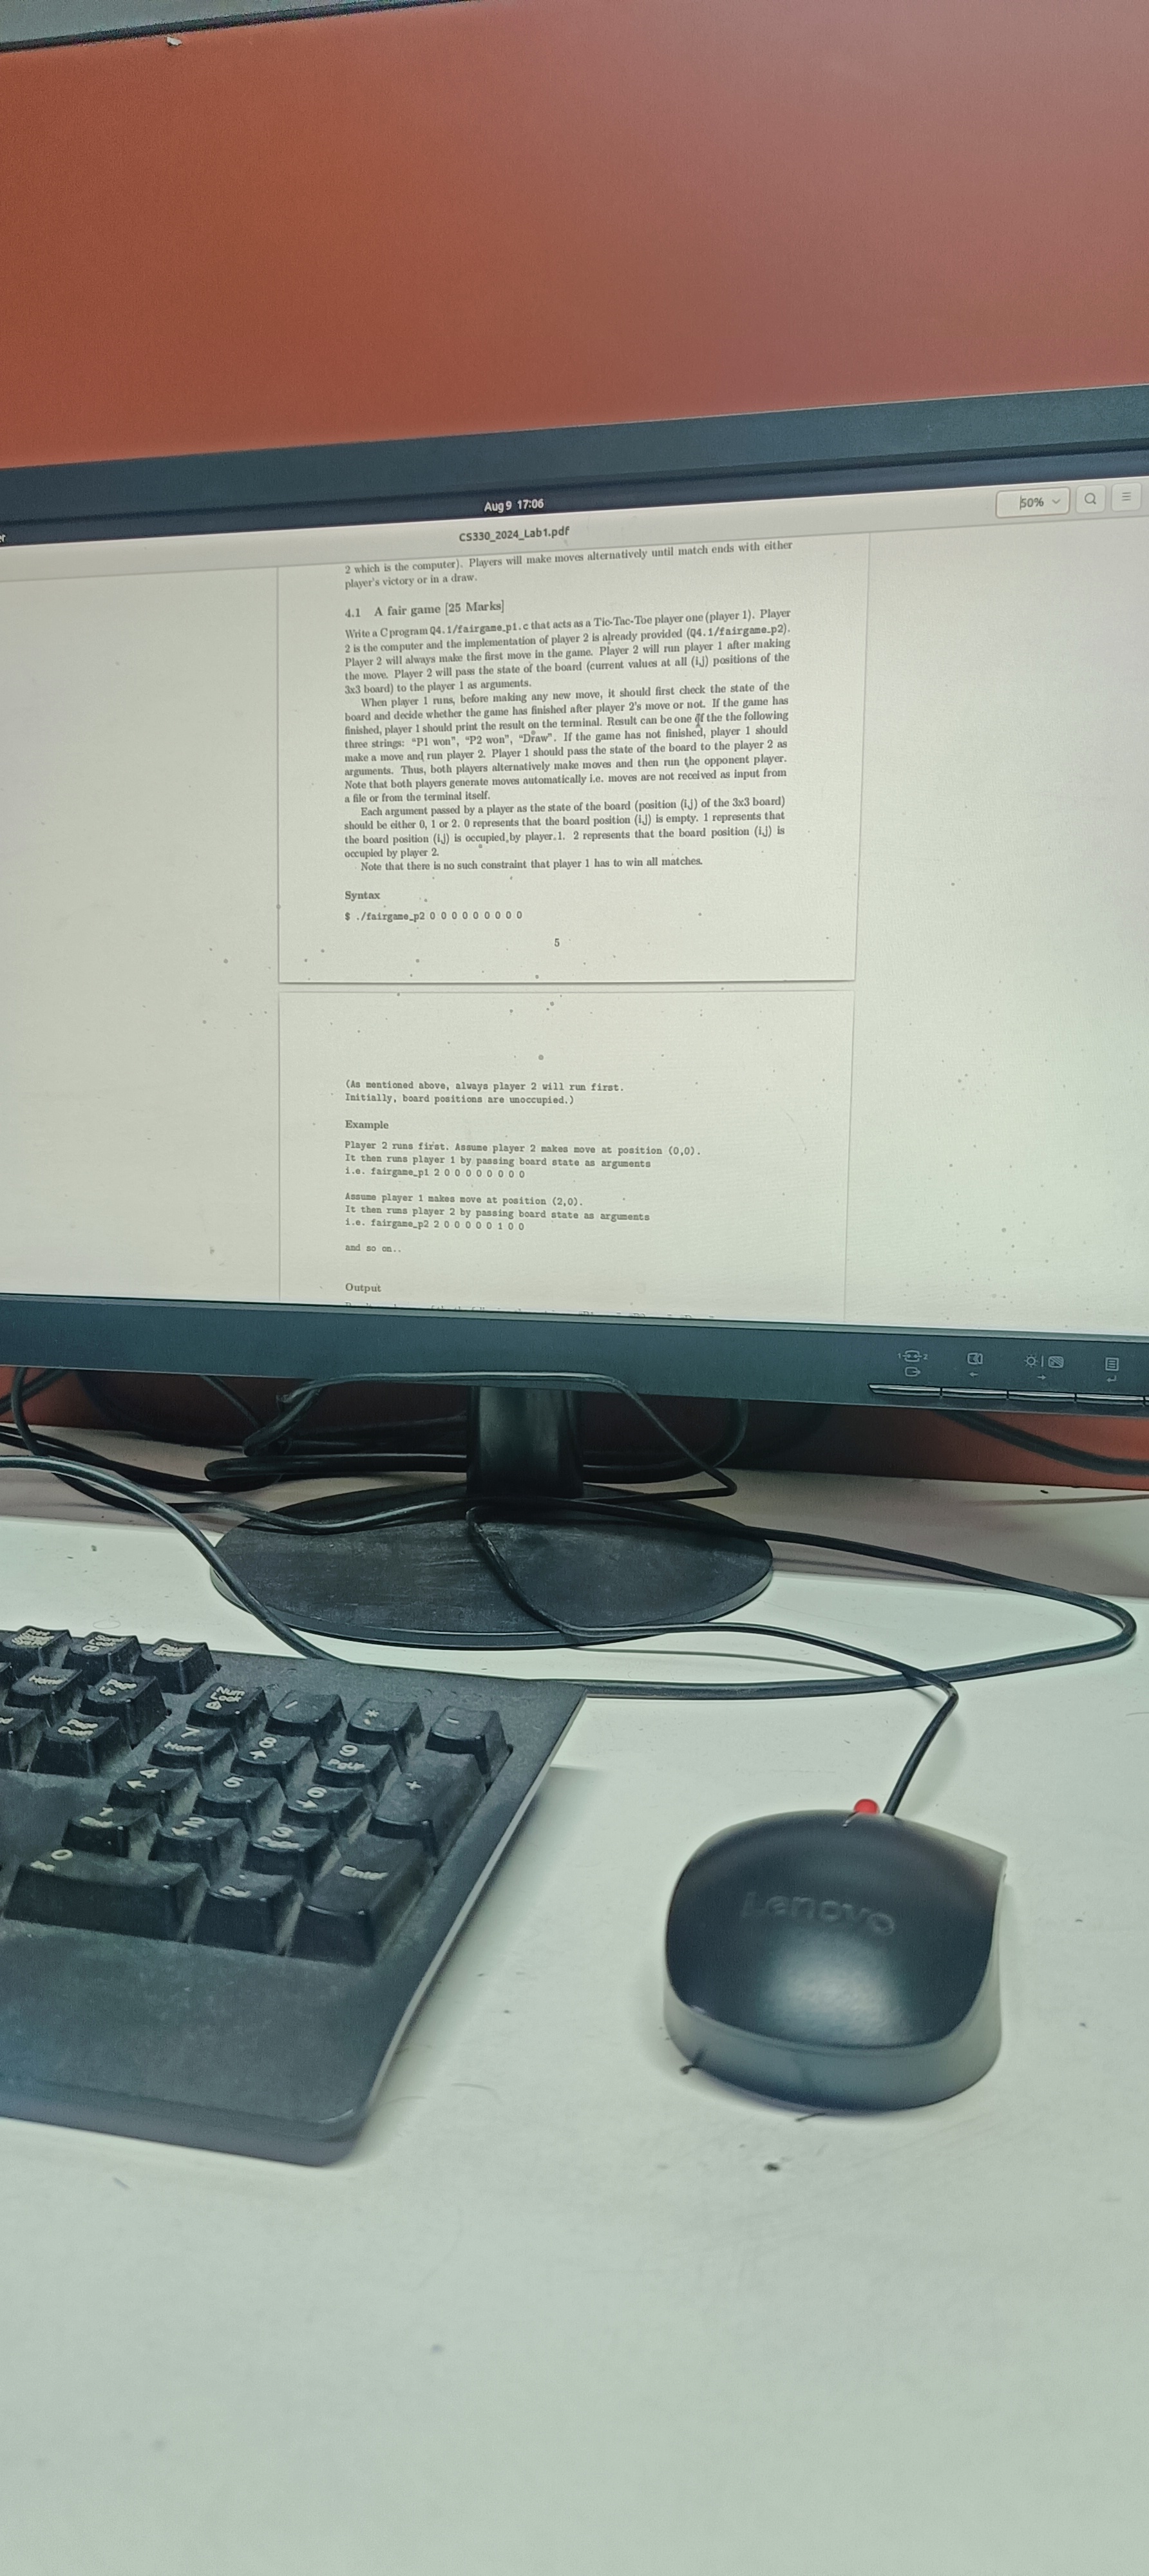 Aug 9 17:06
50%
CS330_2024_Lab1.pdf
2 which is the computer). Players will make moves alternatively until match ends with either
player's victory or in a draw.
4.1 A fair game [25 Marks]
Write a C program Q4.1/fairgame_p1.c that acts as a Tic-Tac-Toe player one (player 1). Player
2 is the computer and the implementation of player 2 is already provided (Q4.1/fairgame_p2).
Player 2 will always make the first move in the game. Player 2 will run player 1 after making
the move. Player 2 will pass the state of the board (current values at all (i,j) positions of the
3x3 board) to the player 1 as arguments.
When player 1 runs, before making any new move, it should first check the state of the
board and decide whether the game has finished after player 2's move or not. If the game has
finished, player 1 should print the result on the terminal. Result can be one of the the following
three strings: "P1 won", "P2 won", "Draw". If the game has not finished, player 1 should
make a move and run player 2. Player 1 should pass the state of the board to the player 2 as
arguments. Thus, both players alternatively make moves and then run the opponent player.
Note that both players generate moves automatically i.e. moves are not received as input from
a file or from the terminal itself.
Each argument passed by a player as the state of the board (position (i,j) of the 3x3 board)
should be either 0, 1 or 2. 0 represents that the board position (i,j) is empty. 1 represents that
the board position (i,j) is occupied by player 1. 2 represents that the board position (i,j) is
occupied by player 2.
Note that there is no such constraint that player 1 has to win all matches.
Syntax
$ ./fairgame_p2 0 0 0 0 0 0 0 0 0
5
(As mentioned above, always player 2 will run first.
Initially, board positions are unoccupied.)
Example
Player 2 runs first. Assume player 2 makes move at position (0,0).
It then runs player 1 by passing board state as arguments
i.e. fairgame_p1 2 0 0 0 0 0 0 0 0
Assume player 1 makes move at position (2,0).
It then runs player 2 by passing board state as arguments
i.e. fairgame_p2 2 0 0 0 0 0 1 0 0
and so on..
Output
Num Lock
/
*
-
Home
Page Up
Page Down
7 Home
8
9 PgUp
+
4
5
6
1
2
3
Enter
0
Del
Lenovo